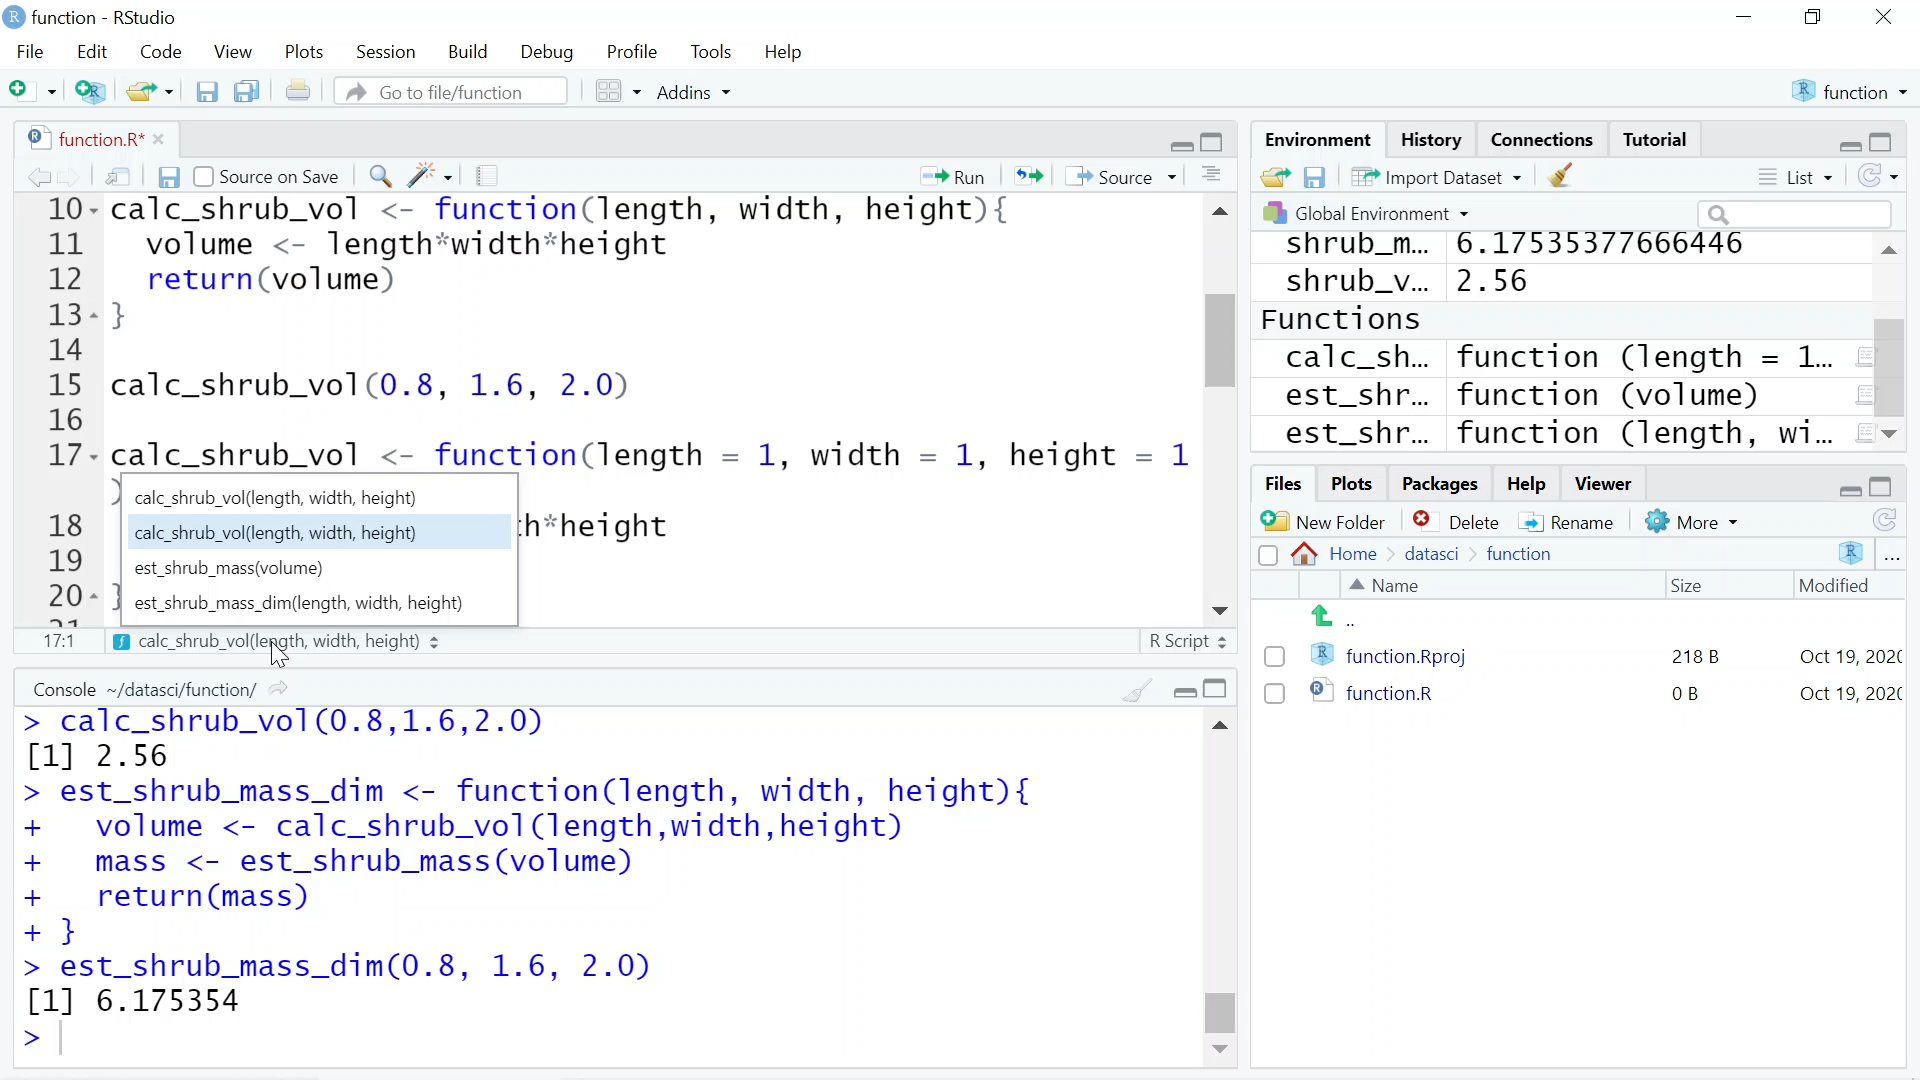 function - RStudio
File Edit Code View Plots Session Build Debug Profile Tools Help
Go to file/function Addins function
function.R*
Source on Save Run Source
10 calc_shrub_vol <- function(length, width, height){
11 volume <- length*width*height
12 return(volume)
13 }
14
15 calc_shrub_vol(0.8, 1.6, 2.0)
16
17 calc_shrub_vol <- function(length = 1, width = 1, height = 1
)
18 h*height
19
20 }
21
calc_shrub_vol(length, width, height)
calc_shrub_vol(length, width, height)
est_shrub_mass(volume)
est_shrub_mass_dim(length, width, height)
17:1 calc_shrub_vol(length, width, height) R Script
Console ~/datasci/function/
> calc_shrub_vol(0.8,1.6,2.0)
[1] 2.56
> est_shrub_mass_dim <- function(length, width, height){
+ volume <- calc_shrub_vol(length,width,height)
+ mass <- est_shrub_mass(volume)
+ return(mass)
+ }
> est_shrub_mass_dim(0.8, 1.6, 2.0)
[1] 6.175354
>
Environment History Connections Tutorial
Import Dataset List
Global Environment
shrub_m... 6.17535377666446
shrub_v... 2.56
Functions
calc_sh... function (length = 1...
est_shr... function (volume)
est_shr... function (length, wi...
Files Plots Packages Help Viewer
New Folder Delete Rename More
Home > datasci > function ...
Name Size Modified
..
function.Rproj 218 B Oct 19, 2020
function.R 0 B Oct 19, 2020